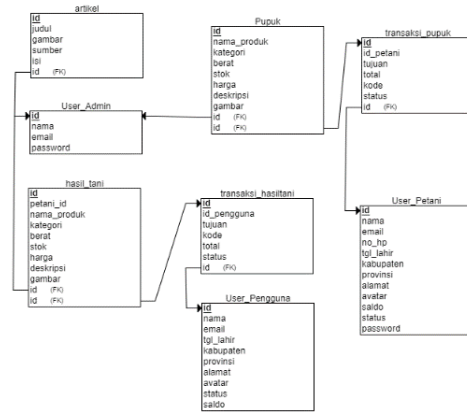 artikel
id
judul
gambar
sumber
isi
id (FK)
User_Admin
id
nama
email
password
hasil_tani
id
petani_id
nama_produk
kategori
berat
stok
harga
deskripsi
gambar
id (FK)
id (FK)
Pupuk
id
nama_produk
kategori
berat
stok
harga
deskripsi
gambar
id (FK)
id (FK)
transaksi_hasiltani
id
id_pengguna
tujuan
kode
total
status
id (FK)
User_Pengguna
id
nama
email
tgl_lahir
kabupaten
provinsi
alamat
avatar
status
saldo
transaksi_pupuk
id
id_petani
tujuan
total
kode
status
id (FK)
User_Petani
id
nama
email
no_hp
tgl_lahir
kabupaten
provinsi
alamat
avatar
saldo
status
password